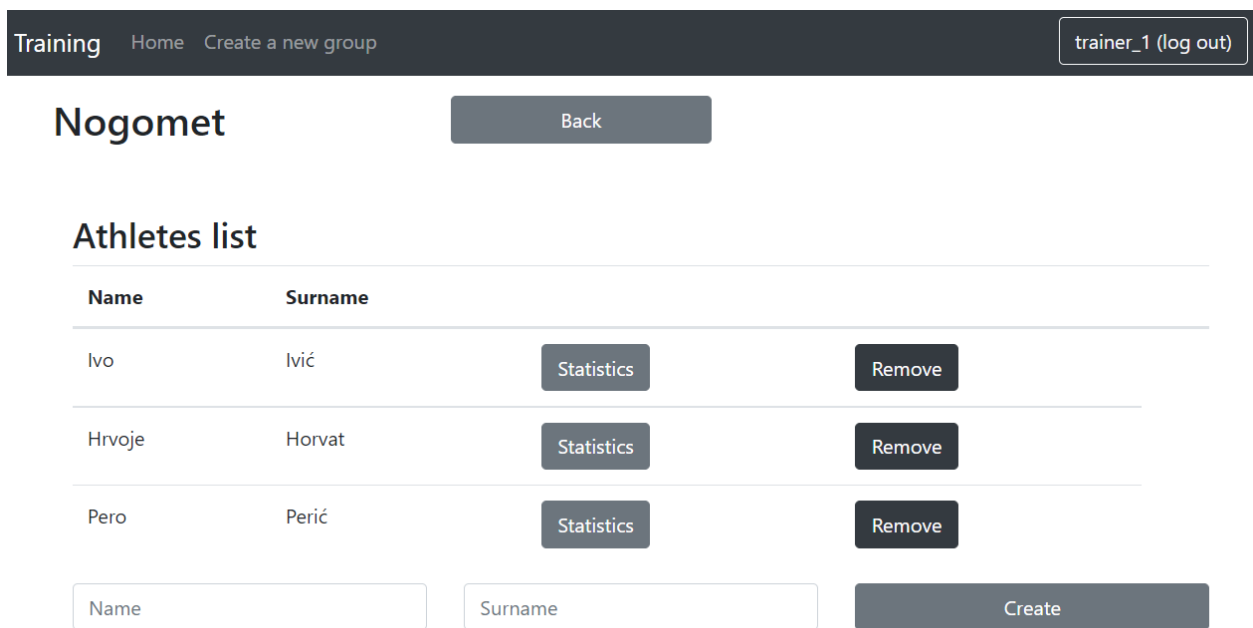 Training Home Create a new group trainer_1 (log out)
Nogomet Back
Athletes list
Name Surname
Ivo Ivić Statistics Remove
Hrvoje Horvat Statistics Remove
Pero Perić Statistics Remove
Name Surname Create